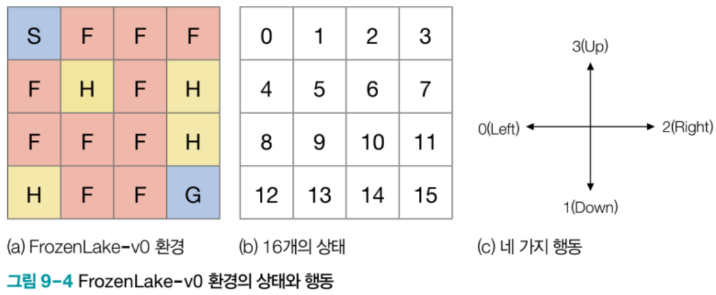 S F F F
F H F H
F F F H
H F F G
0 1 2 3
4 5 6 7
8 9 10 11
12 13 14 15
3(Up)
0(Left) 2(Right)
1(Down)
(a) FrozenLake-v0 환경
(b) 16개의 상태
(c) 네 가지 행동
그림 9-4 FrozenLake-v0 환경의 상태와 행동